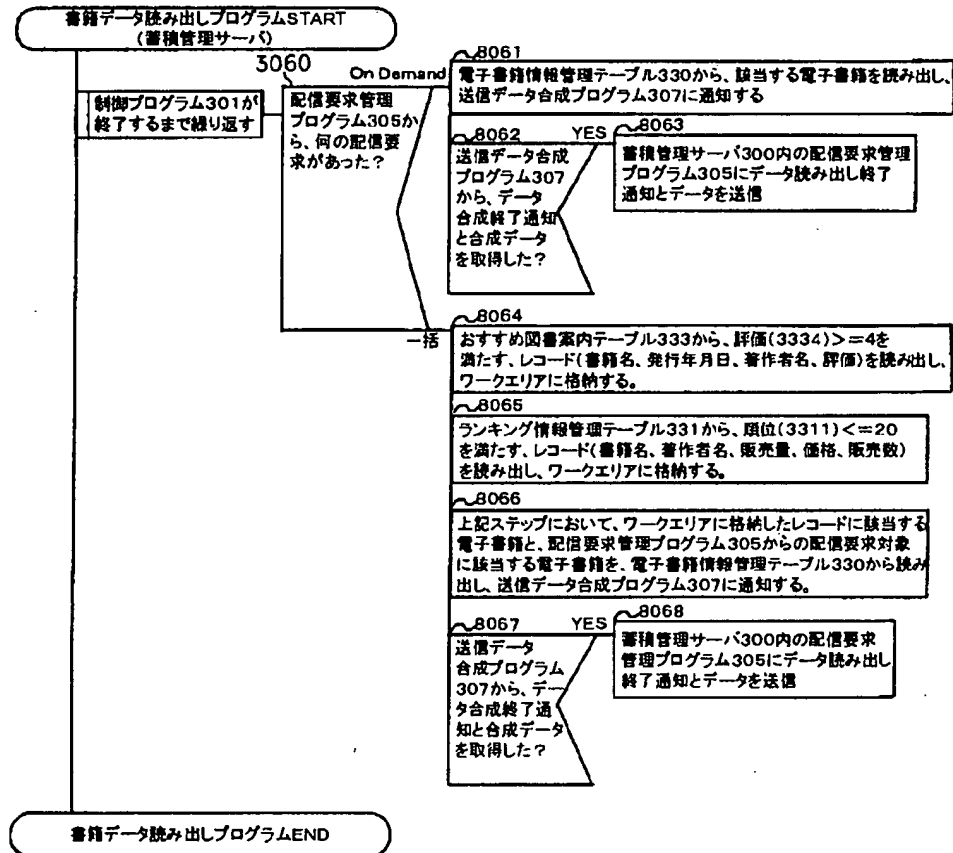 書籍データ読み出しプログラムSTART
(蓄積管理サーバ)
制御プログラム301が
終了するまで繰り返す
3060
配信要求管理
プログラム305か
ら、何の配信要
求があった?
On Demand
8061
電子書籍情報管理テーブル330から、該当する電子書籍を読み出し、
送信データ合成プログラム307に通知する
8062
YES
送信データ合成
プログラム307
から、データ
合成終了通知
と合成データ
を取得した?
8063
蓄積管理サーバ300内の配信要求管理
プログラム305にデータ読み出し終了
通知とデータを送信
一括
8064
おすすめ図書案内テーブル333から、評価(3334)>=4を
満たす、レコード(書籍名、発行年月日、著作者名、評価)を読み出し、
ワークエリアに格納する。
8065
ランキング情報管理テーブル331から、順位(3311)<=20
を満たす、レコード(書籍名、著作者名、販売量、価格、販売数)
を読み出し、ワークエリアに格納する。
8066
上記ステップにおいて、ワークエリアに格納したレコードに該当する
電子書籍と、配信要求管理プログラム305からの配信要求対象
に該当する電子書籍を、電子書籍情報管理テーブル330から読み
出し、送信データ合成プログラム307に通知する。
8067
YES
送信データ
合成プログラム
307から、デー
タ合成終了通
知と合成データ
を取得した?
8068
蓄積管理サーバ300内の配信要求
管理プログラム305にデータ読み出し
終了通知とデータを送信
書籍データ読み出しプログラムEND